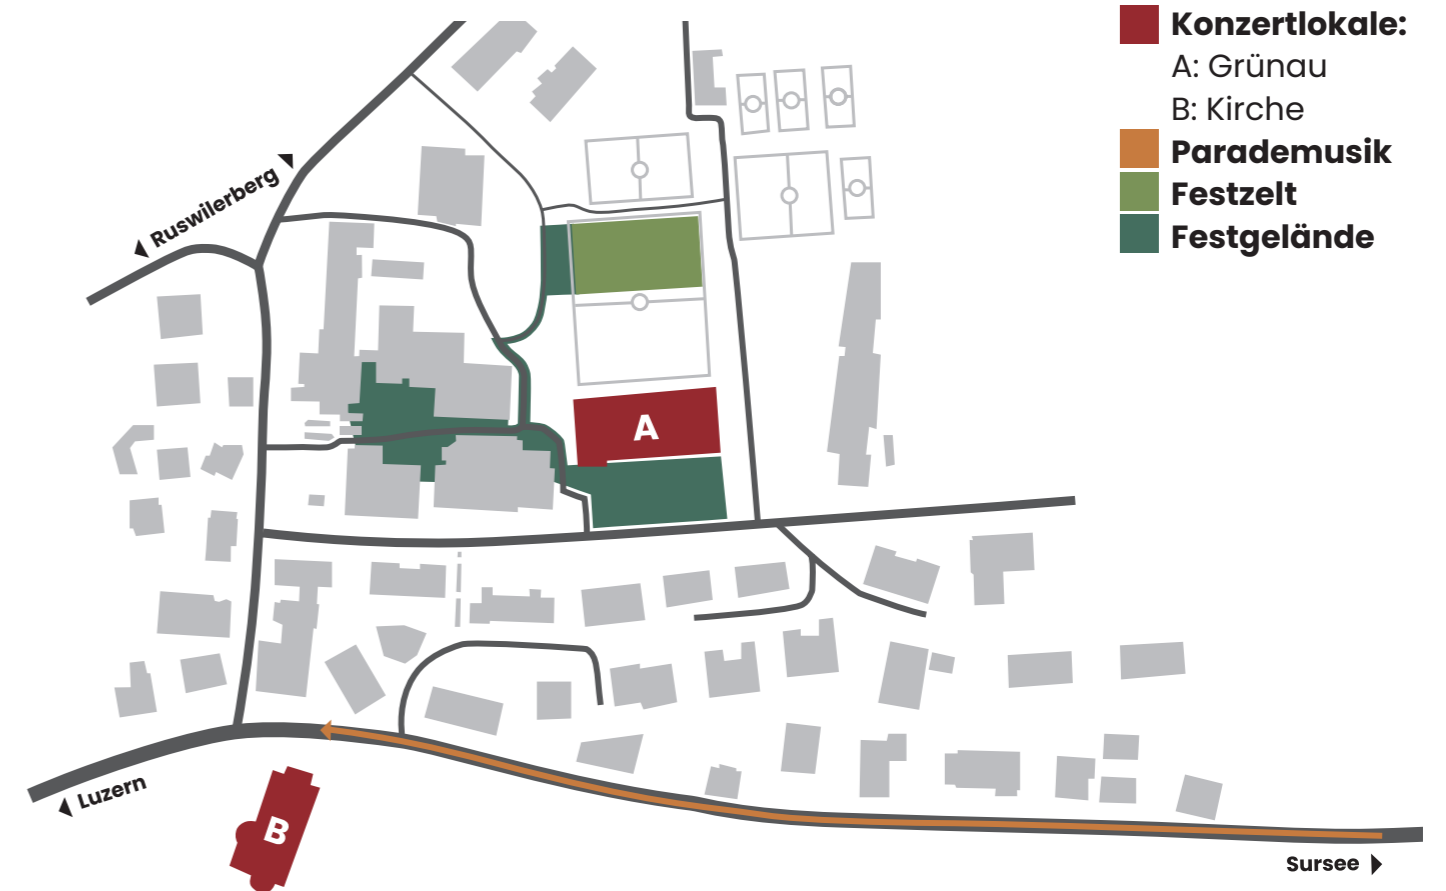 Konzertlokale:
A: Grünau
B: Kirche
Parademusik
Festzelt
Festgelände
Ruswilerberg
A
Luzern
B
Sursee